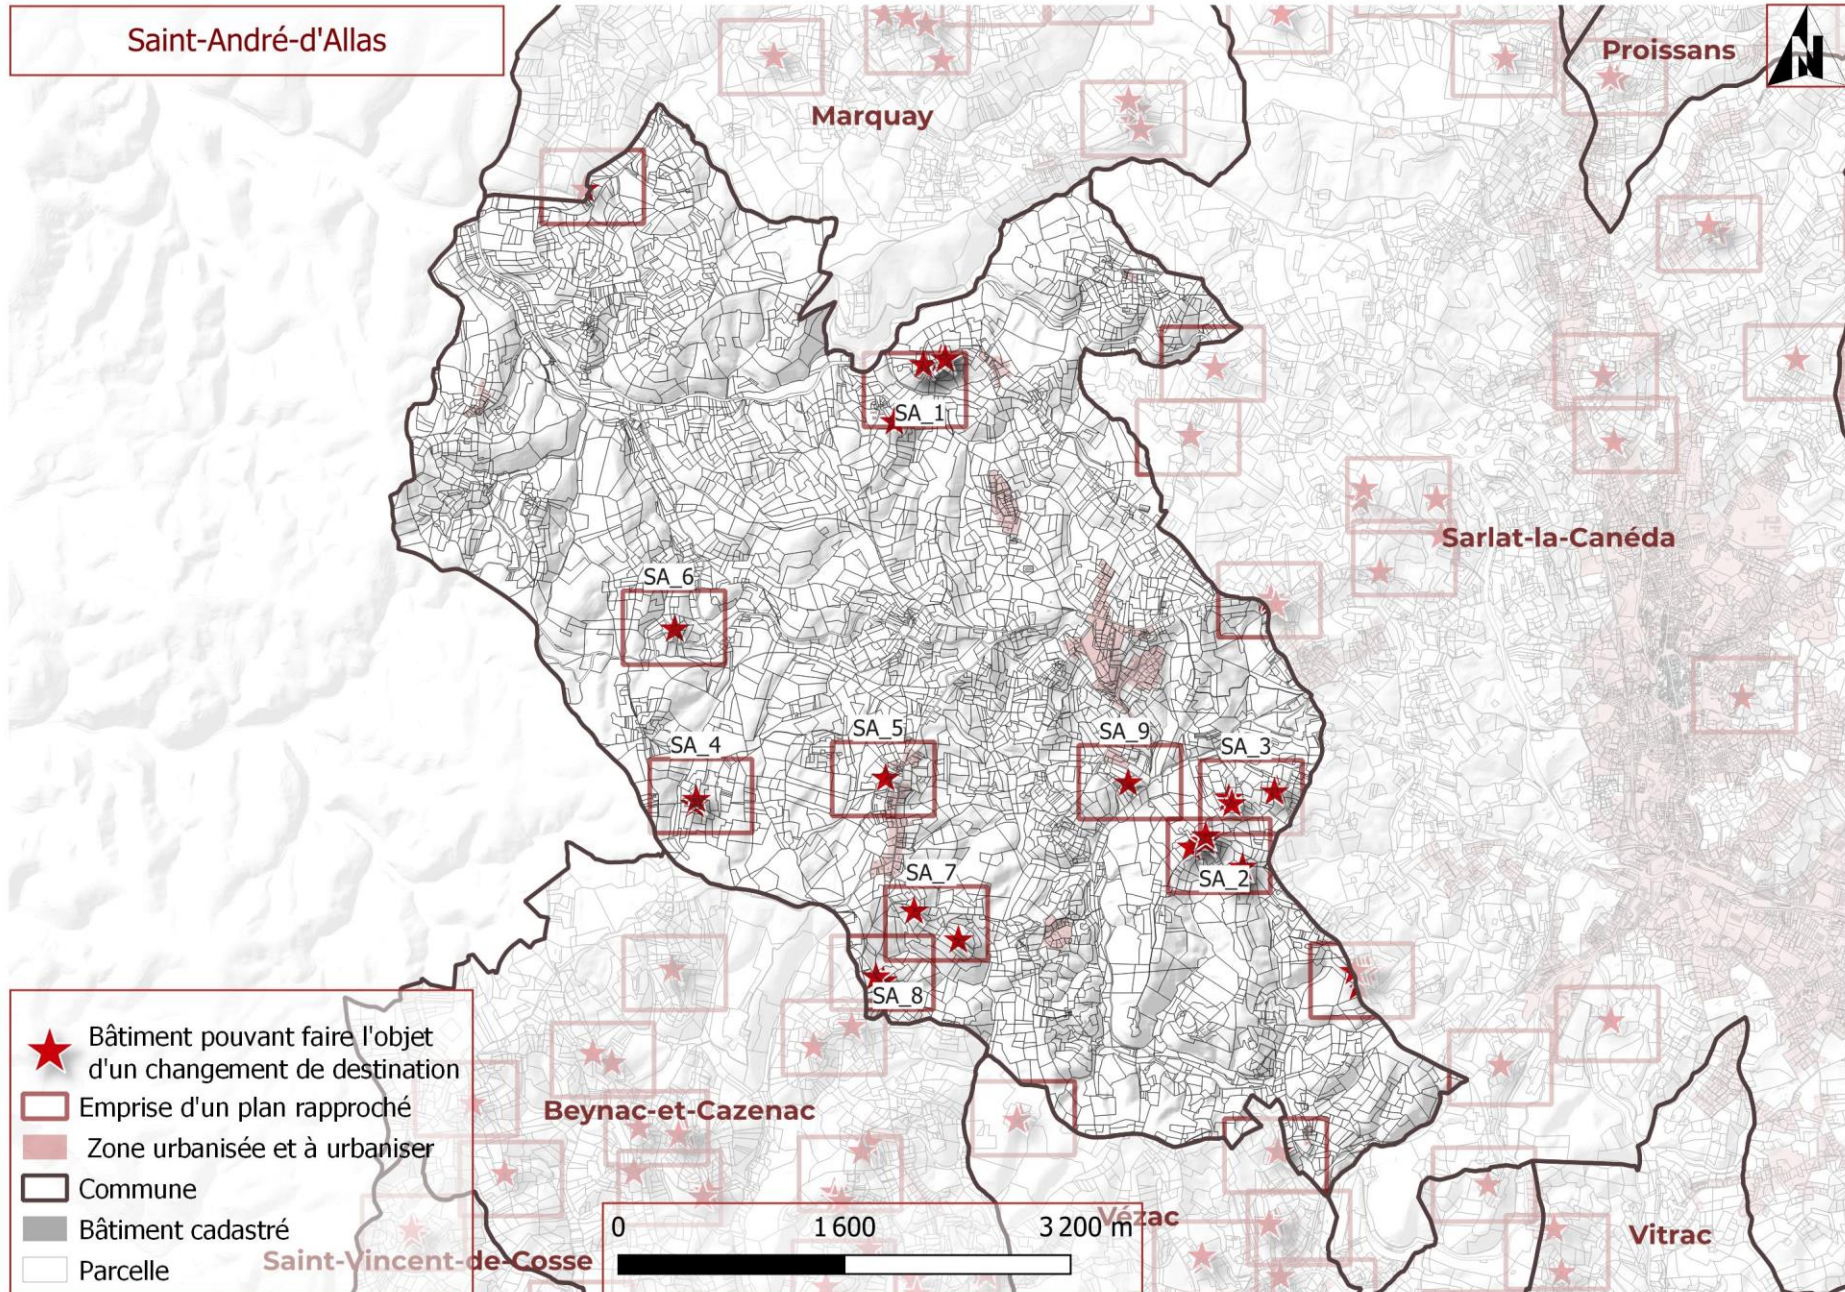 Saint-André-d'Allas
Proissans
N
Marquay
SA_1
Sarlat-la-Canéda
SA_6
SA_5
SA_9
SA_4
SA_3
SA_7
SA_2
SA_8
Bâtiment pouvant faire l'objet
d'un changement de destination
Emprise d'un plan rapproché
Zone urbanisée et à urbaniser
Commune
Bâtiment cadastré
Parcelle
Beynac-et-Cazenac
Saint-Vincent-de-Cosse
0 1 600 3 200 m
Vézac
Vitrac